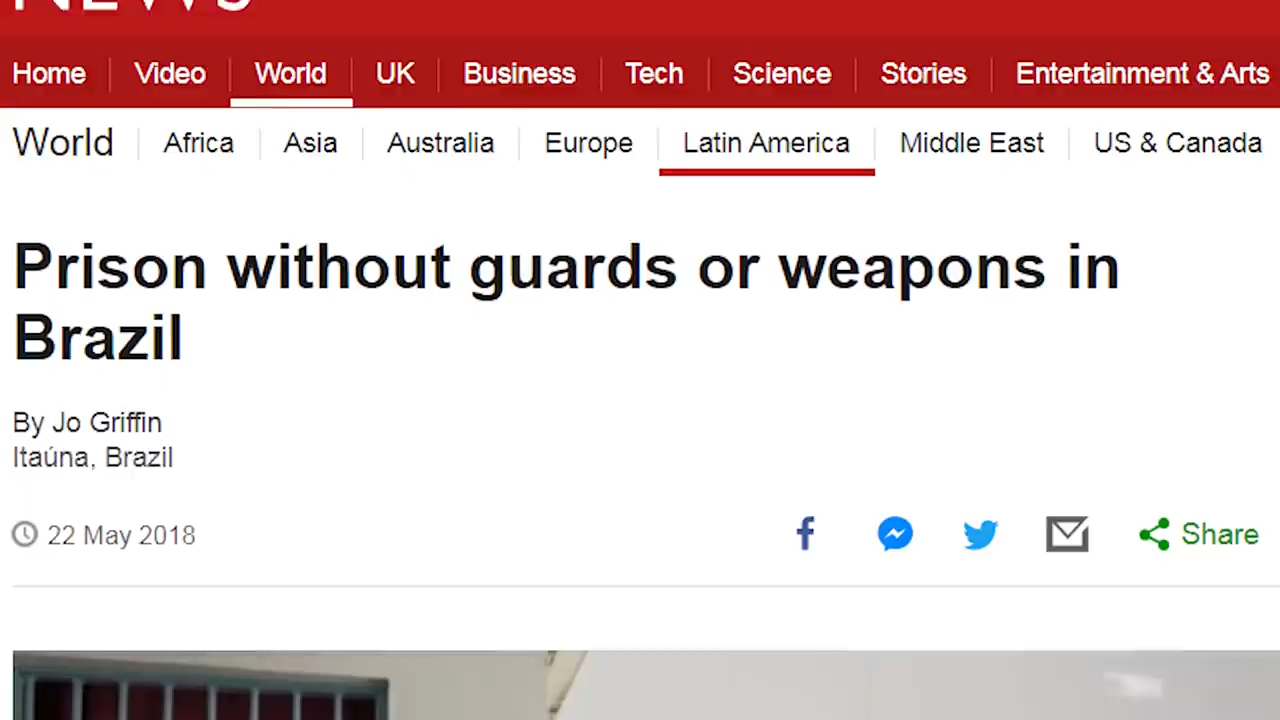 NEWS
Home Video World UK Business Tech Science Stories Entertainment & Arts
World Africa Asia Australia Europe Latin America Middle East US & Canada
Prison without guards or weapons in
Brazil
By Jo Griffin
Itaúna, Brazil
22 May 2018 Share